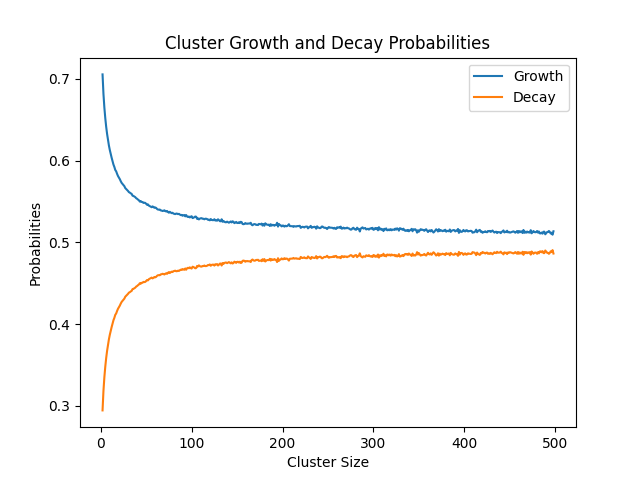 Cluster Growth and Decay Probabilities
Growth
Decay
0.7
0.6
0.5
0.4
0.3
Probabilities
0
100
200
300
400
500
Cluster Size